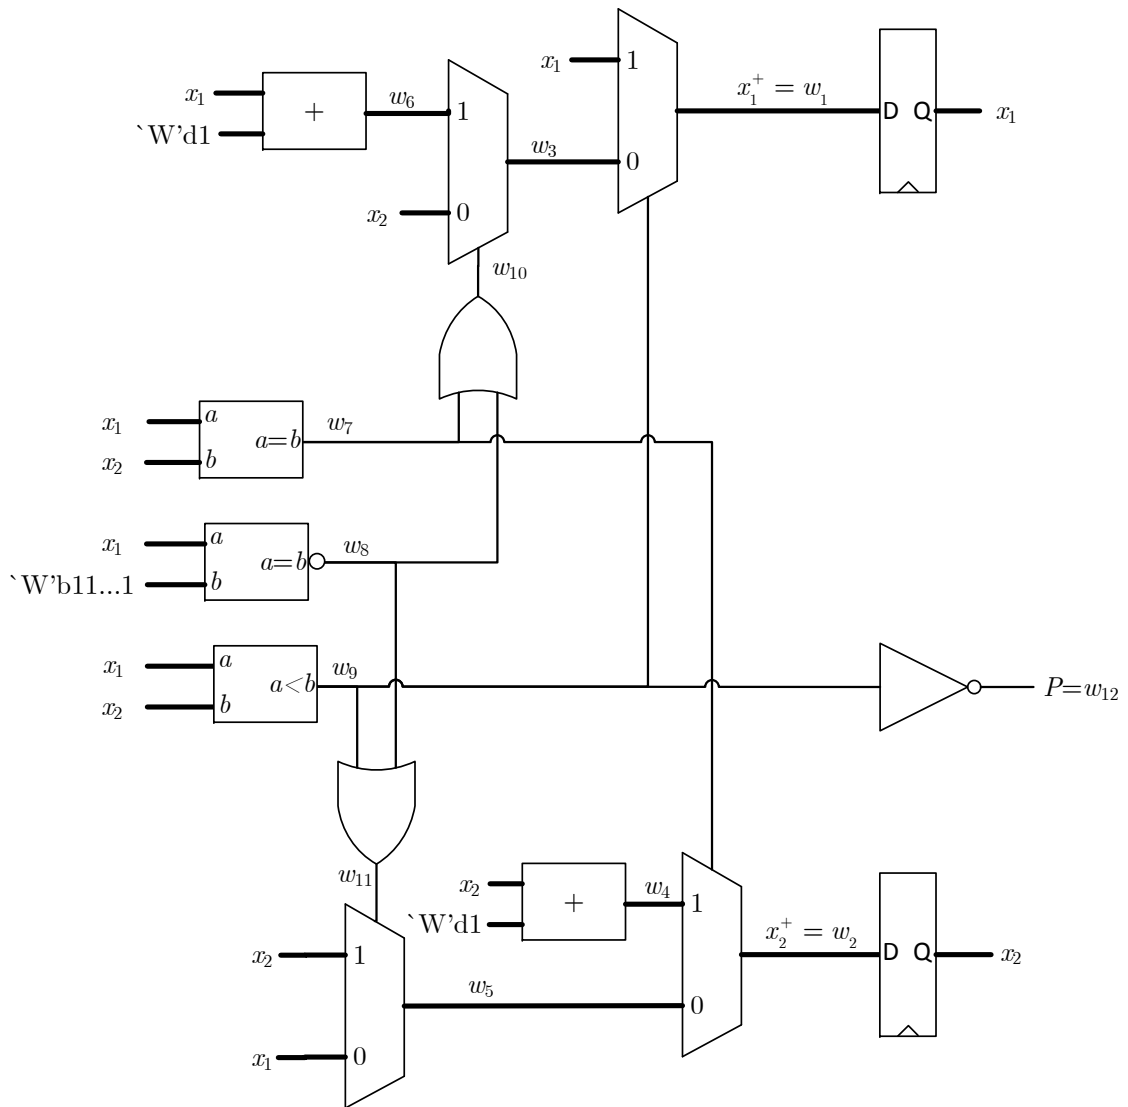 x₁ 1
x₁⁺ = w₁
D Q x₁
x₁ + w₆ 1
`W'd1
w₃ 0
x₂ 0
w₁₀
x₁ a a=b w₇
x₂ b
x₁ a a=b w₈
`W'b11...1 b
x₁ a a<b w₉
x₂ b
P=w₁₂
w₁₁
x₂ + w₄ 1
`W'd1
x₂⁺ = w₂
D Q x₂
x₂ 1
w₅ 0
x₁ 0